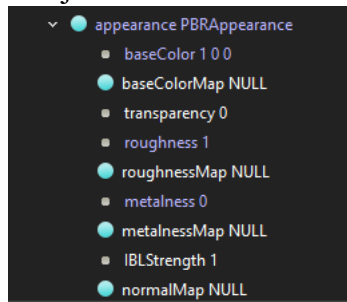 appearance PBRAppearance
baseColor 1 0 0
baseColorMap NULL
transparency 0
roughness 1
roughnessMap NULL
metalness 0
metalnessMap NULL
IBLStrength 1
normalMap NULL